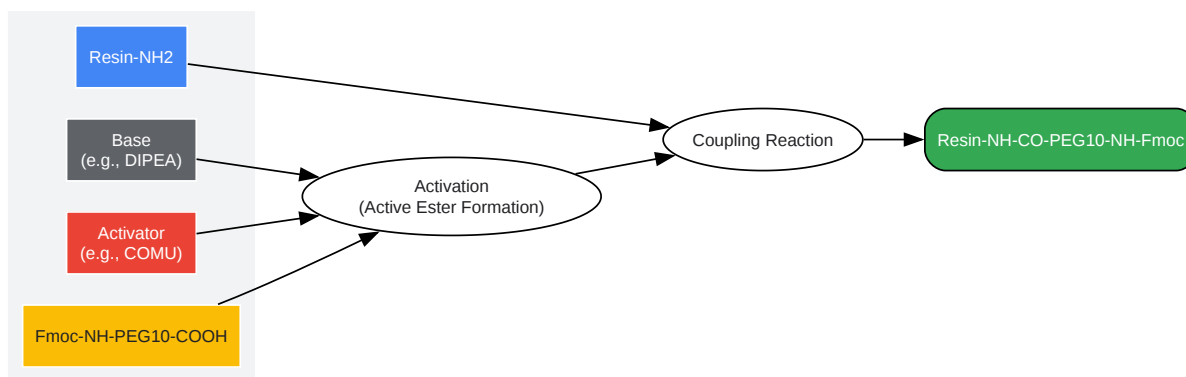 Resin-NH2
Base
(e.g., DIPEA)
Activator
(e.g., COMU)
Fmoc-NH-PEG10-COOH
Activation
(Active Ester Formation)
Coupling Reaction
Resin-NH-CO-PEG10-NH-Fmoc